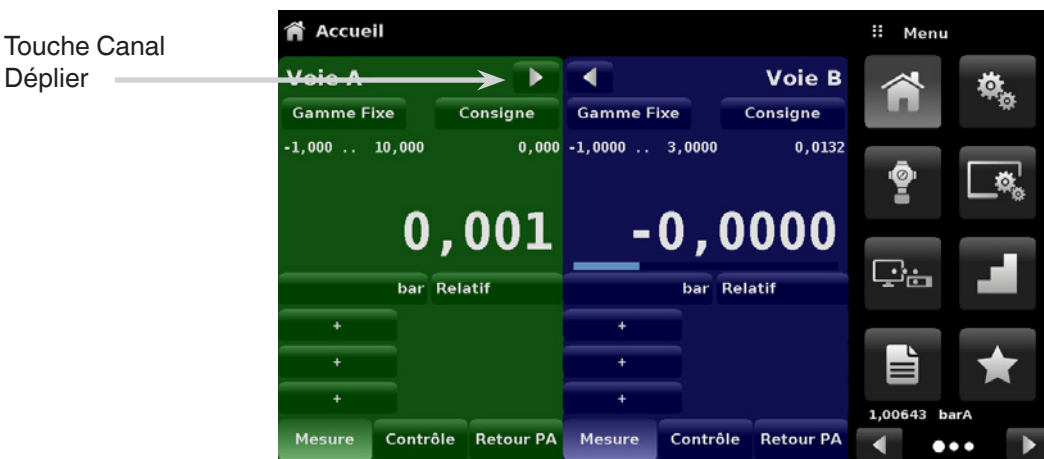 Touche Canal
Déplier
Accueil
Menu
Voie A
Voie B
Gamme Fixe Consigne
Gamme Fixe Consigne
-1,000 .. 10,000 0,000
-1,0000 .. 3,0000 0,0132
0,001
-0,0000
bar Relatif
bar Relatif
+
+
+
+
+
+
Mesure Contrôle Retour PA
Mesure Contrôle Retour PA
1,00643 barA